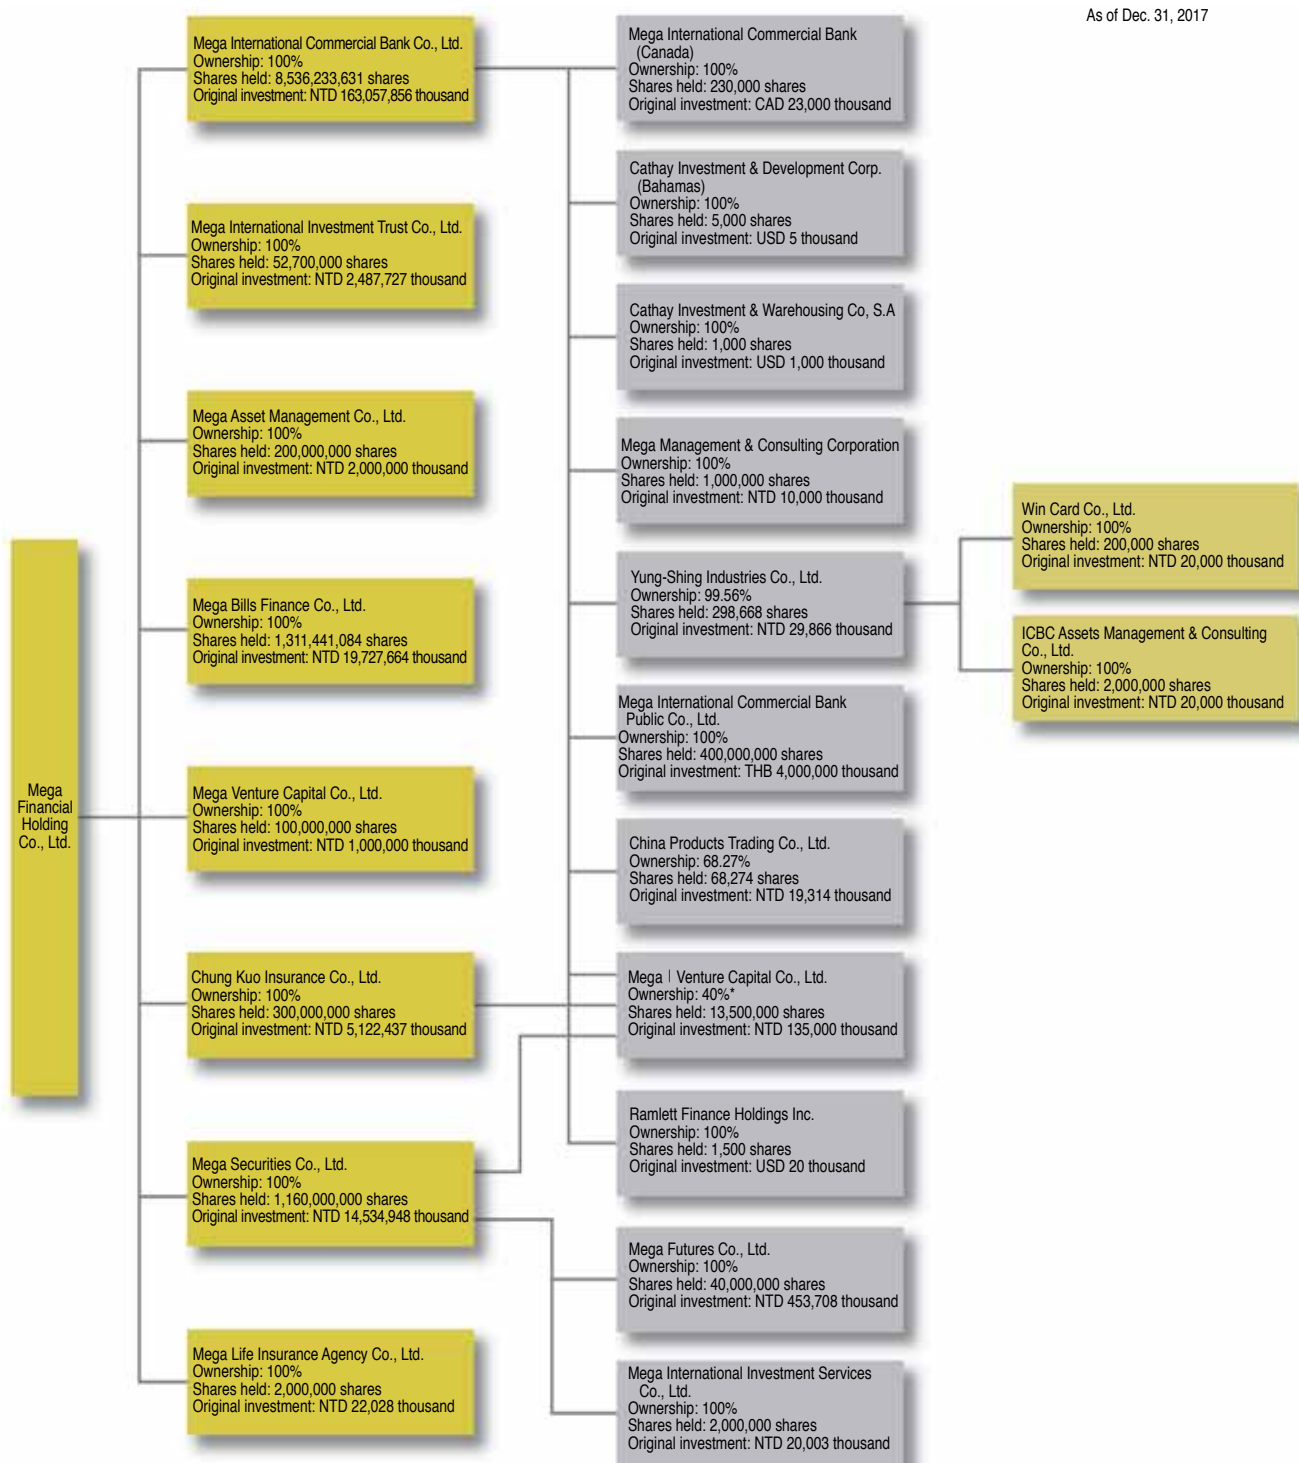 As of Dec. 31, 2017
Mega
Financial
Holding
Co., Ltd.
Mega International Commercial Bank Co., Ltd.
Ownership: 100%
Shares held: 8,536,233,631 shares
Original investment: NTD 163,057,856 thousand
Mega International Investment Trust Co., Ltd.
Ownership: 100%
Shares held: 52,700,000 shares
Original investment: NTD 2,487,727 thousand
Mega Asset Management Co., Ltd.
Ownership: 100%
Shares held: 200,000,000 shares
Original investment: NTD 2,000,000 thousand
Mega Bills Finance Co., Ltd.
Ownership: 100%
Shares held: 1,311,441,084 shares
Original investment: NTD 19,727,664 thousand
Mega Venture Capital Co., Ltd.
Ownership: 100%
Shares held: 100,000,000 shares
Original investment: NTD 1,000,000 thousand
Chung Kuo Insurance Co., Ltd.
Ownership: 100%
Shares held: 300,000,000 shares
Original investment: NTD 5,122,437 thousand
Mega Securities Co., Ltd.
Ownership: 100%
Shares held: 1,160,000,000 shares
Original investment: NTD 14,534,948 thousand
Mega Life Insurance Agency Co., Ltd.
Ownership: 100%
Shares held: 2,000,000 shares
Original investment: NTD 22,028 thousand
Mega International Commercial Bank
(Canada)
Ownership: 100%
Shares held: 230,000 shares
Original investment: CAD 23,000 thousand
Cathay Investment & Development Corp.
(Bahamas)
Ownership: 100%
Shares held: 5,000 shares
Original investment: USD 5 thousand
Cathay Investment & Warehousing Co, S.A
Ownership: 100%
Shares held: 1,000 shares
Original investment: USD 1,000 thousand
Mega Management & Consulting Corporation
Ownership: 100%
Shares held: 1,000,000 shares
Original investment: NTD 10,000 thousand
Yung-Shing Industries Co., Ltd.
Ownership: 99.56%
Shares held: 298,668 shares
Original investment: NTD 29,866 thousand
Mega International Commercial Bank
Public Co., Ltd.
Ownership: 100%
Shares held: 400,000,000 shares
Original investment: THB 4,000,000 thousand
China Products Trading Co., Ltd.
Ownership: 68.27%
Shares held: 68,274 shares
Original investment: NTD 19,314 thousand
Mega I Venture Capital Co., Ltd.
Ownership: 40%*
Shares held: 13,500,000 shares
Original investment: NTD 135,000 thousand
Ramlett Finance Holdings Inc.
Ownership: 100%
Shares held: 1,500 shares
Original investment: USD 20 thousand
Mega Futures Co., Ltd.
Ownership: 100%
Shares held: 40,000,000 shares
Original investment: NTD 453,708 thousand
Mega International Investment Services
Co., Ltd.
Ownership: 100%
Shares held: 2,000,000 shares
Original investment: NTD 20,003 thousand
Win Card Co., Ltd.
Ownership: 100%
Shares held: 200,000 shares
Original investment: NTD 20,000 thousand
ICBC Assets Management & Consulting
Co., Ltd.
Ownership: 100%
Shares held: 2,000,000 shares
Original investment: NTD 20,000 thousand